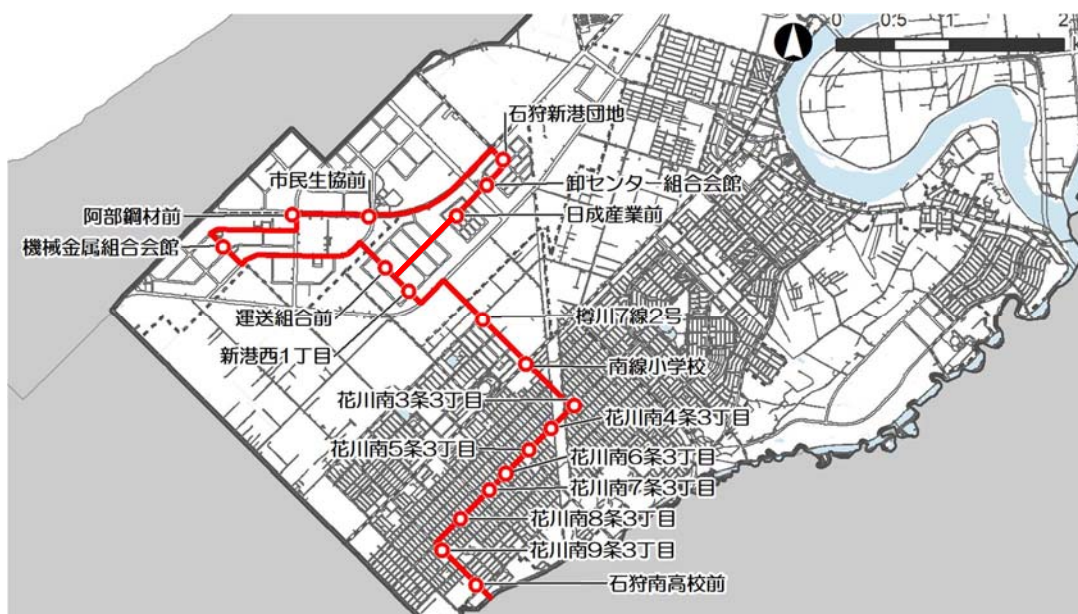 0 0.5 1 2
k
石狩新港団地
市民生協前
卸センター組合会館
阿部鋼材前
日成産業前
機械金属組合会館
運送組合前
樽川7線2号
新港西1丁目
南線小学校
花川南3条3丁目
花川南4条3丁目
花川南5条3丁目
花川南6条3丁目
花川南7条3丁目
花川南8条3丁目
花川南9条3丁目
石狩南高校前